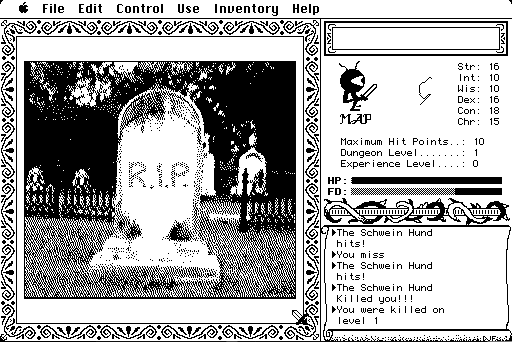 File Edit Control Use Inventory Help
R.I.P.
MAP
Str: 16
Int: 10
Wis: 10
Dex: 16
Con: 18
Chr: 15
Maximum Hit Points..: 10
Dungeon Level.......: 1
Experience Level....: 0
HP:
FD:
The Schwein Hund
hits!
You miss
The Schwein Hund
hits!
The Schwein Hund
Killed you!!!
You were killed on
level 1